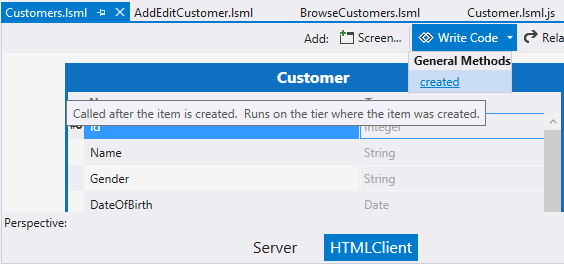 Customers.lsml AddEditCustomer.lsml BrowseCustomers.lsml Customer.lsml.js
Add: Screen... Write Code Rela
General Methods
created
Customer
Called after the item is created. Runs on the tier where the item was created.
Id Integer
Name String
Gender String
DateOfBirth Date
Perspective:
Server HTMLClient